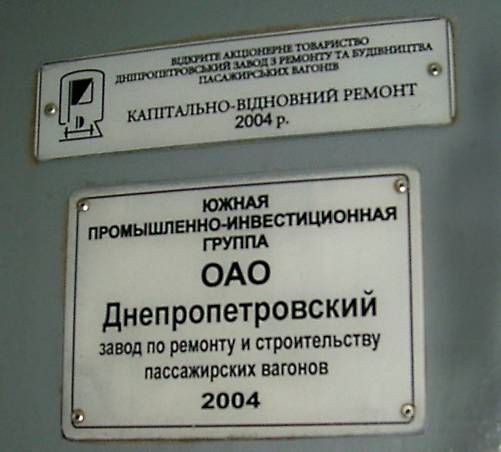 ВІДКРИТЕ АКЦІОНЕРНЕ ТОВАРИСТВО
ДНІПРОПЕТРОВСЬКИЙ ЗАВОД З РЕМОНТУ ТА БУДІВНИЦТВА
ПАСАЖИРСЬКИХ ВАГОНІВ
КАПІТАЛЬНО-ВІДНОВНИЙ РЕМОНТ
2004 р.
ЮЖНАЯ
ПРОМЫШЛЕННО-ИНВЕСТИЦИОННАЯ
ГРУППА
ОАО
Днепропетровский
завод по ремонту и строительству
пассажирских вагонов
2004